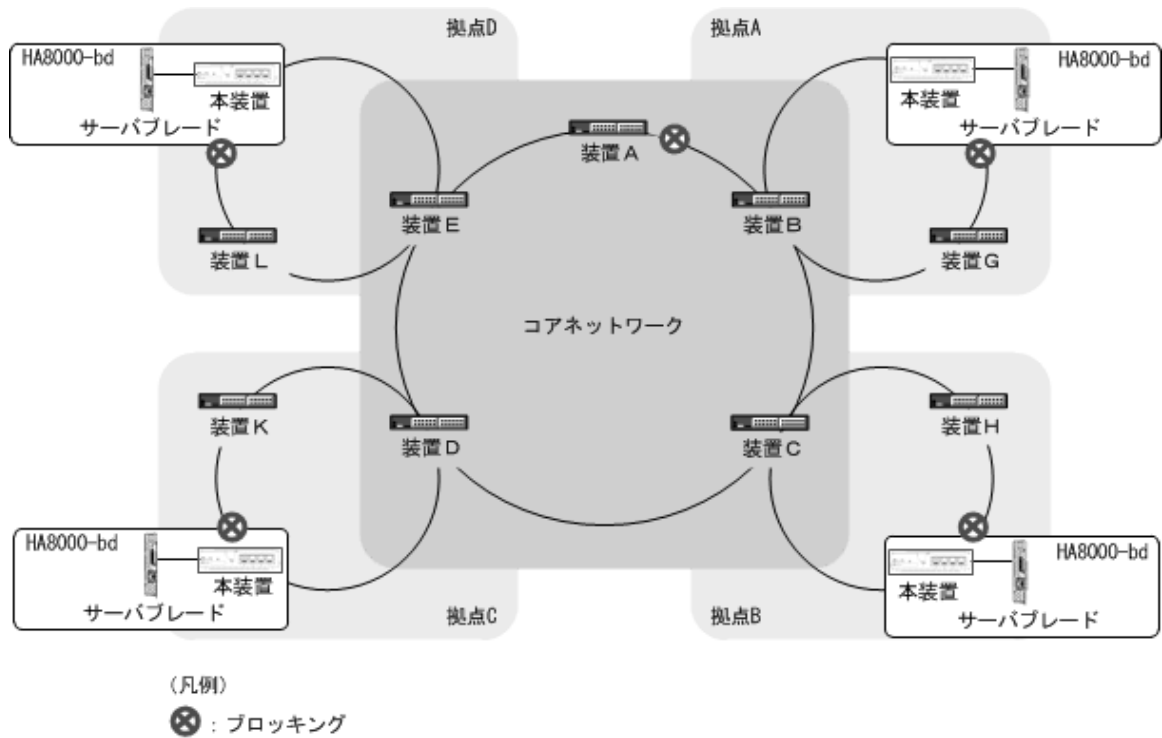 拠点D
拠点A
HA8000-bd
本装置
サーバブレード
HA8000-bd
本装置
サーバブレード
装置A
装置E
装置B
装置L
装置G
コアネットワーク
装置K
装置D
装置C
装置H
HA8000-bd
本装置
サーバブレード
HA8000-bd
本装置
サーバブレード
拠点C
拠点B
(凡例)
:ブロッキング